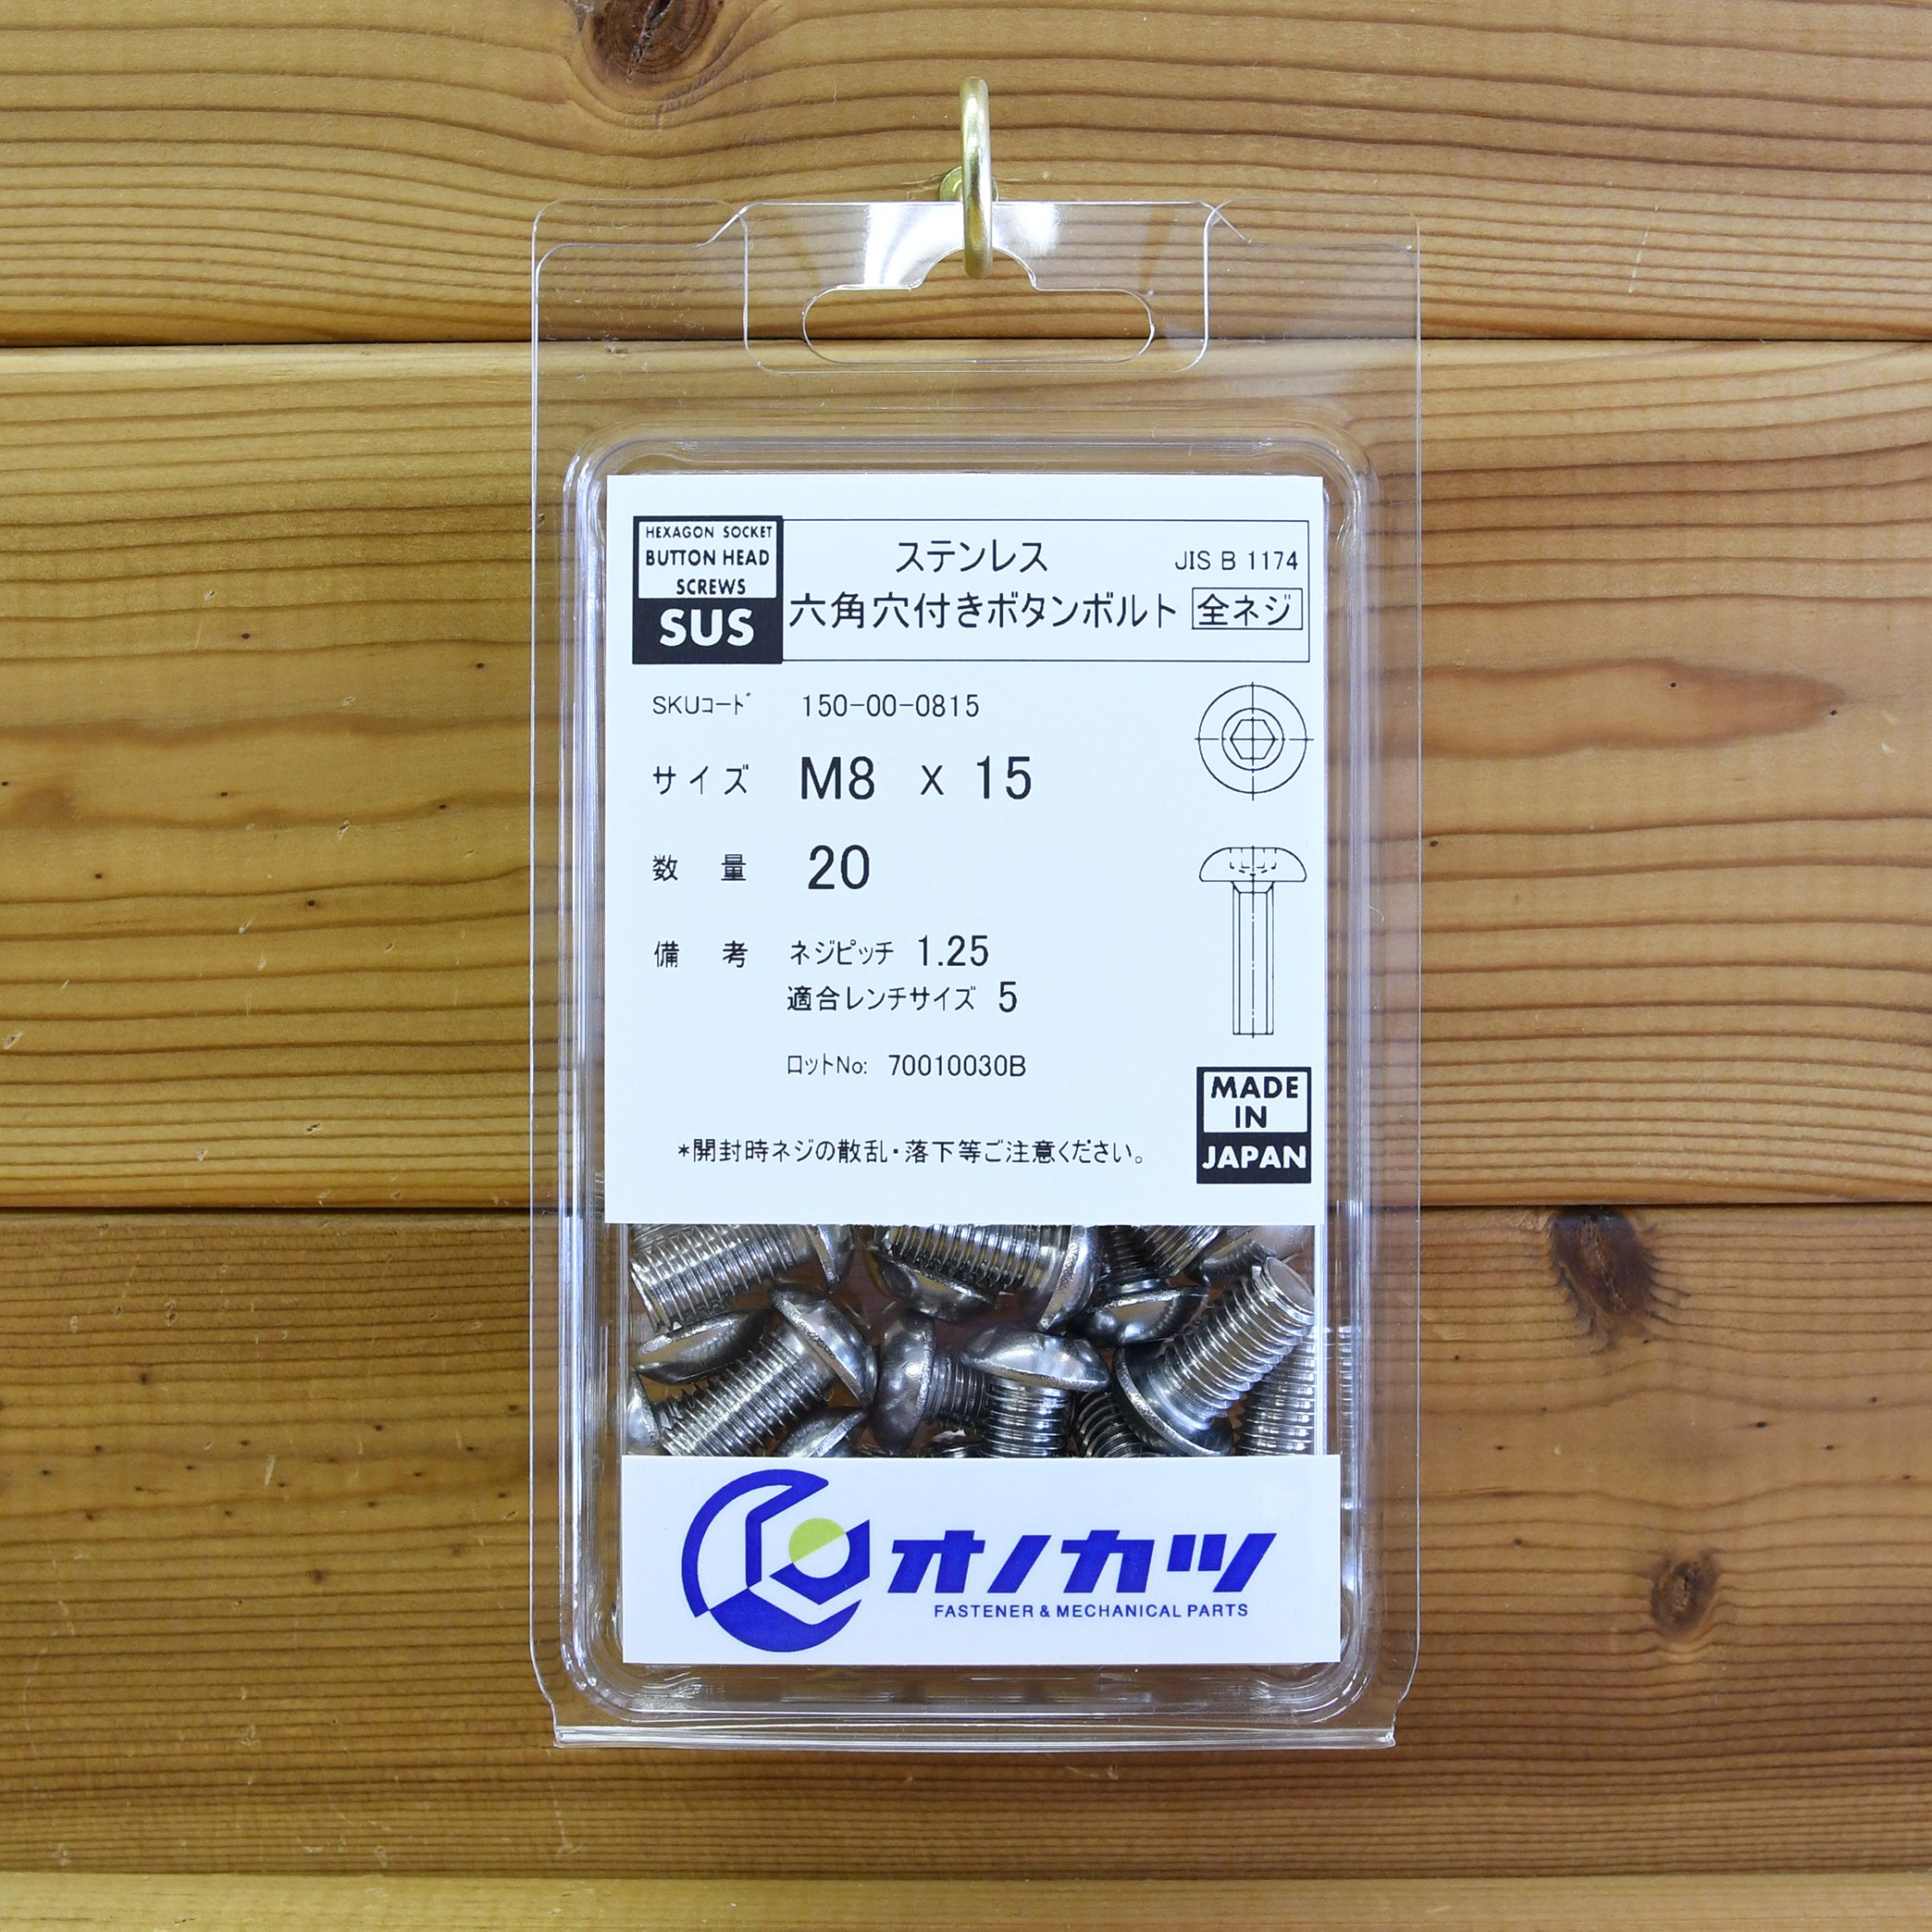 HEXAGON SOCKET
BUTTON HEAD
SCREWS
SUS
ステンレス JIS B 1174
六角穴付きボタンボルト 全ネジ
SKUコード 150-00-0815
サイズ M8 x 15
数量 20
備考 ネジピッチ 1.25
適合レンチサイズ 5
ロットNo: 70010030B
*開封時ネジの散乱・落下等ご注意ください。
MADE
IN
JAPAN
オノカツ
FASTENER & MECHANICAL PARTS